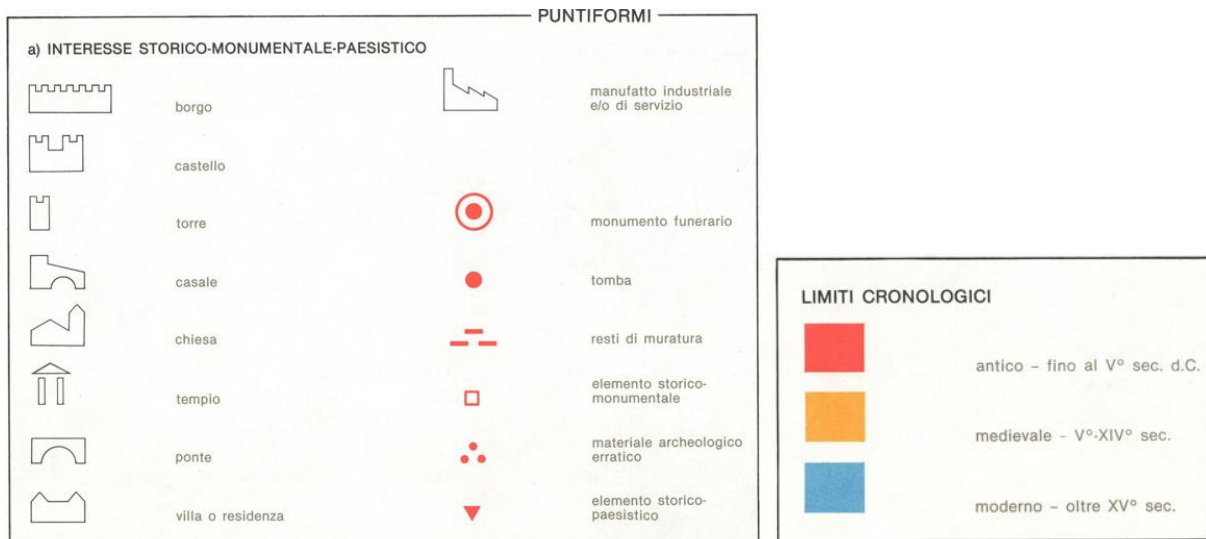 PUNTIFORMI
a) INTERESSE STORICO-MONUMENTALE-PAESISTICO
borgo
castello
torre
casale
chiesa
tempio
ponte
villa o residenza
manufatto industriale
e/o di servizio
monumento funerario
tomba
resti di muratura
elemento storico-
monumentale
materiale archeologico
erratico
elemento storico-
paesistico
LIMITI CRONOLOGICI
antico - fino al V° sec. d.C.
medievale - V°-XIV° sec.
moderno - oltre XV° sec.